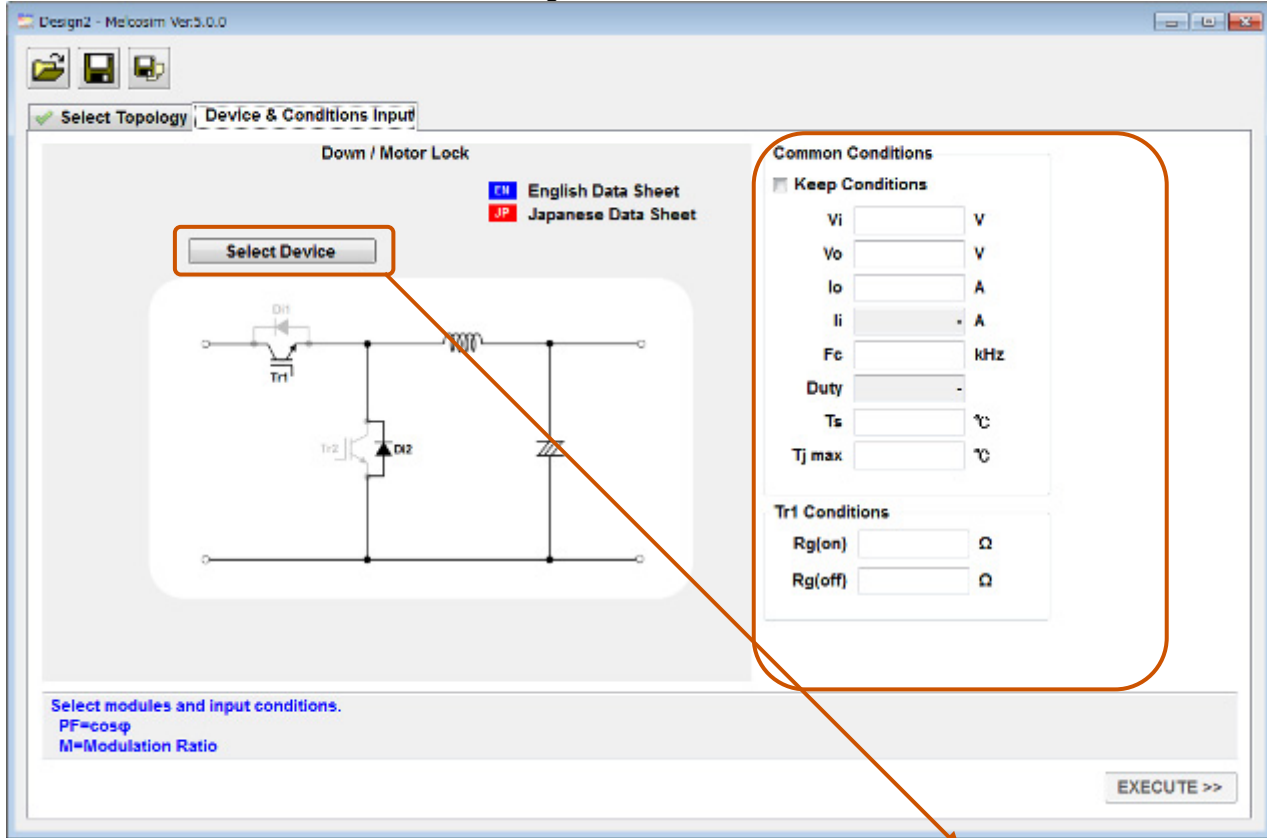 Design2 - Melcosim Ver.5.0.0
Select Topology
Device & Conditions Input
Down / Motor Lock
EN English Data Sheet
JP Japanese Data Sheet
Select Device
Di1
Tr1
Tr2
Di2
Common Conditions
Keep Conditions
Vi V
Vo V
Io A
Ii - A
Fc kHz
Duty -
Ts ℃
Tj max ℃
Tr1 Conditions
Rg(on) Ω
Rg(off) Ω
Select modules and input conditions.
PF=cosφ
M=Modulation Ratio
EXECUTE >>